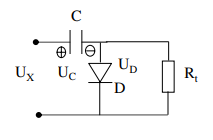 C
⊕ ⊖
U_X U_C U_D R_t
D